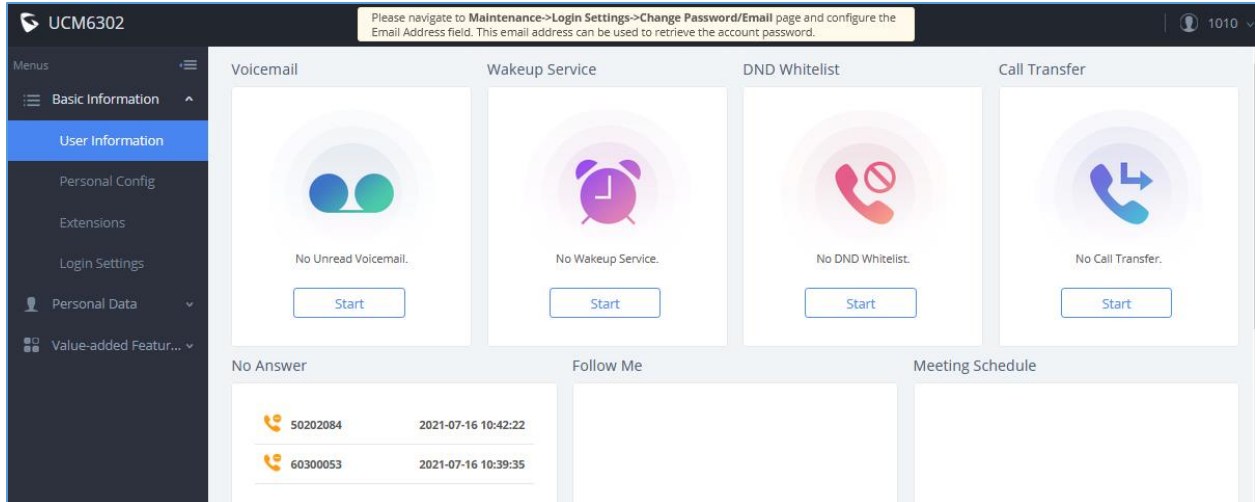 UCM6302
Please navigate to Maintenance->Login Settings->Change Password/Email page and configure the
Email Address field. This email address can be used to retrieve the account password.
1010
Menus
Basic Information
User Information
Personal Config
Extensions
Login Settings
Personal Data
Value-added Featur...
Voicemail
Wakeup Service
DND Whitelist
Call Transfer
No Unread Voicemail.
No Wakeup Service.
No DND Whitelist.
No Call Transfer.
Start
Start
Start
Start
No Answer
Follow Me
Meeting Schedule
50202084 2021-07-16 10:42:22
60300053 2021-07-16 10:39:35